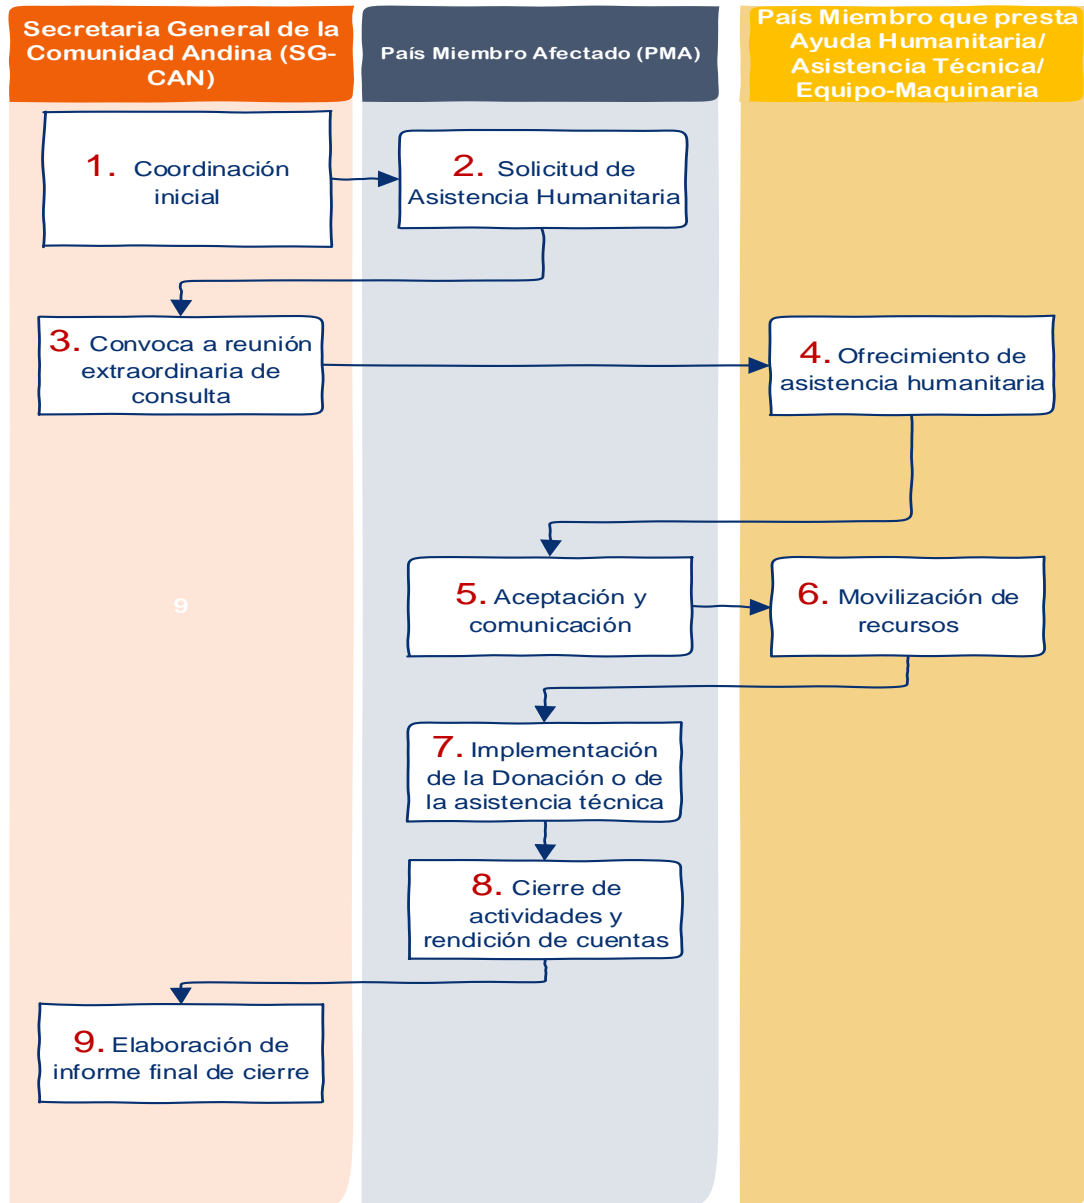 Secretaria General de la
Comunidad Andina (SG-
CAN)
País Miembro Afectado (PMA)
País Miembro que presta
Ayuda Humanitaria/
Asistencia Técnica/
Equipo-Maquinaria
1. Coordinación
inicial
2. Solicitud de
Asistencia Humanitaria
3. Convoca a reunión
extraordinaria de
consulta
4. Ofrecimiento de
asistencia humanitaria
5. Aceptación y
comunicación
6. Movilización de
recursos
9
7. Implementación
de la Donación o de
la asistencia técnica
8. Cierre de
actividades y
rendición de cuentas
9. Elaboración de
informe final de cierre